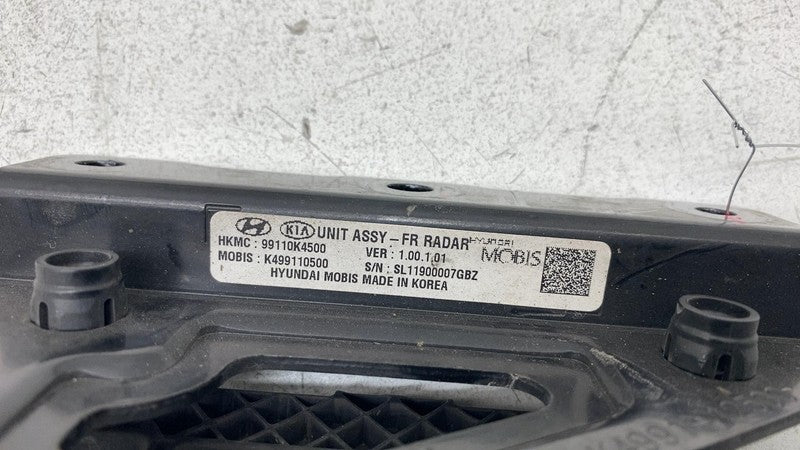 KIA UNIT ASSY-FR RADAR HYUNDAI
HKMC : 99110K4500 VER : 1.00.1.01 MOBIS
MOBIS : K499110500 S/N : SL11900007GBZ
HYUNDAI MOBIS MADE IN KOREA